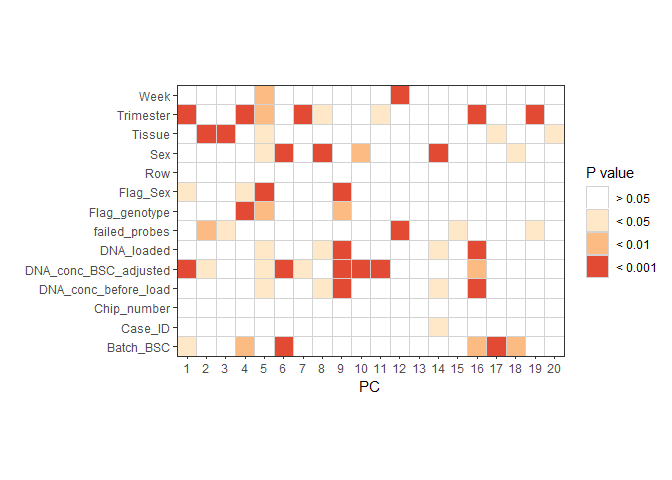 Week
Trimester
Tissue
Sex
Row
Flag_Sex
Flag_genotype
failed_probes
DNA_loaded
DNA_conc_BSC_adjusted
DNA_conc_before_load
Chip_number
Case_ID
Batch_BSC
1 2 3 4 5 6 7 8 9 10 11 12 13 14 15 16 17 18 19 20
PC
P value
> 0.05
< 0.05
< 0.01
< 0.001